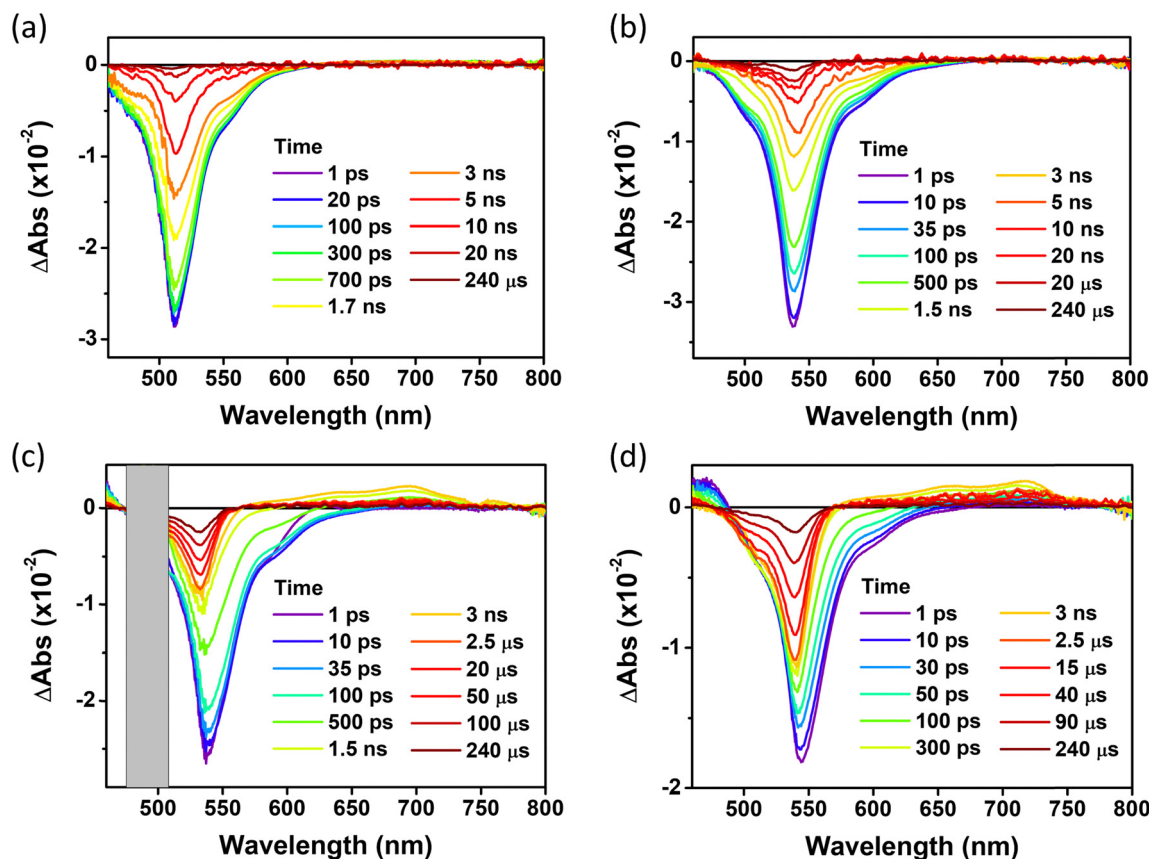 (a)
0
-1
-2
-3
ΔAbs (x10⁻²)
Time
1 ps 3 ns
20 ps 5 ns
100 ps 10 ns
300 ps 20 ns
700 ps 240 μs
1.7 ns
500 550 600 650 700 750 800
Wavelength (nm)
(b)
0
-1
-2
-3
ΔAbs (x10⁻²)
Time
1 ps 3 ns
10 ps 5 ns
35 ps 10 ns
100 ps 20 ns
500 ps 20 μs
1.5 ns 240 μs
500 550 600 650 700 750 800
Wavelength (nm)
(c)
0
-1
-2
ΔAbs (x10⁻²)
Time
1 ps 3 ns
10 ps 2.5 μs
35 ps 20 μs
100 ps 50 μs
500 ps 100 μs
1.5 ns 240 μs
500 550 600 650 700 750 800
Wavelength (nm)
(d)
0
-1
-2
ΔAbs (x10⁻²)
Time
1 ps 3 ns
10 ps 2.5 μs
30 ps 15 μs
50 ps 40 μs
100 ps 90 μs
300 ps 240 μs
500 550 600 650 700 750 800
Wavelength (nm)